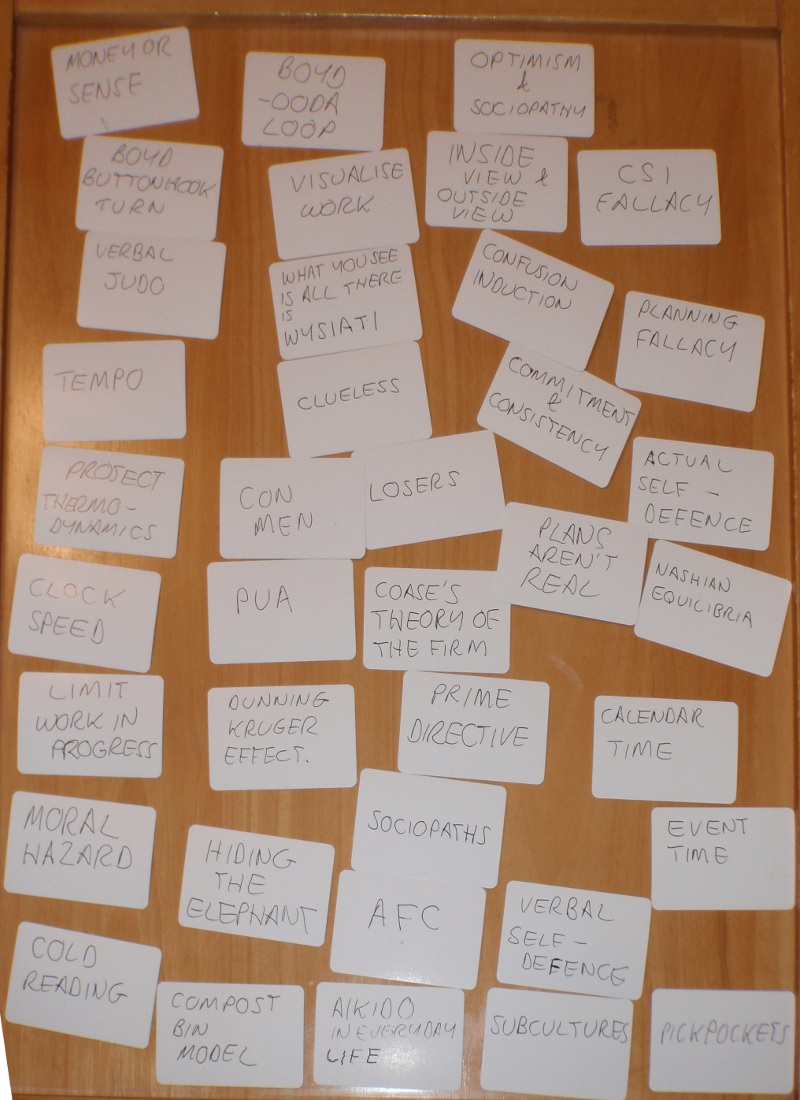 MONEY OR
SENSE
BOYD
-OODA
LOOP
OPTIMISM
&
SOCIOPATHY
BOYD
BUTTONHOOK
TURN
VISUALISE
WORK
INSIDE
VIEW &
OUTSIDE
VIEW
CSI
FALLACY
VERBAL
JUDO
WHAT YOU SEE
IS ALL THERE
IS
WYSIATI
CONFUSION
INDUCTION
PLANNING
FALLACY
TEMPO
CLUELESS
COMMITMENT
&
CONSISTENCY
PROJECT
THERMO-
DYNAMICS
CON
MEN
LOSERS
ACTUAL
SELF -
DEFENCE
PLANS
AREN'T
REAL
CLOCK
SPEED
PUA
COASE'S
THEORY OF
THE FIRM
NASHIAN
EQUILIBRIA
LIMIT
WORK IN
PROGRESS
DUNNING
KRUGER
EFFECT.
PRIME
DIRECTIVE
CALENDAR
TIME
MORAL
HAZARD
HIDING
THE
ELEPHANT
SOCIOPATHS
EVENT
TIME
AFC
VERBAL
SELF -
DEFENCE
COLD
READING
COMPOST
BIN
MODEL
AIKIDO
IN EVERYDAY
LIFE
SUBCULTURES
PICKPOCKETS